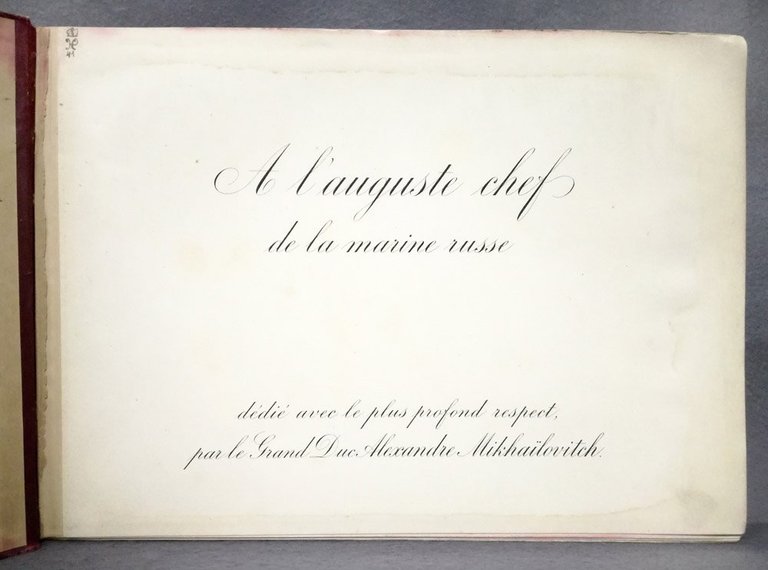 A l'auguste chef
de la marine russe
dédié avec le plus profond respect,
par le Grand Duc Alexandre Mikhaïlovitch.